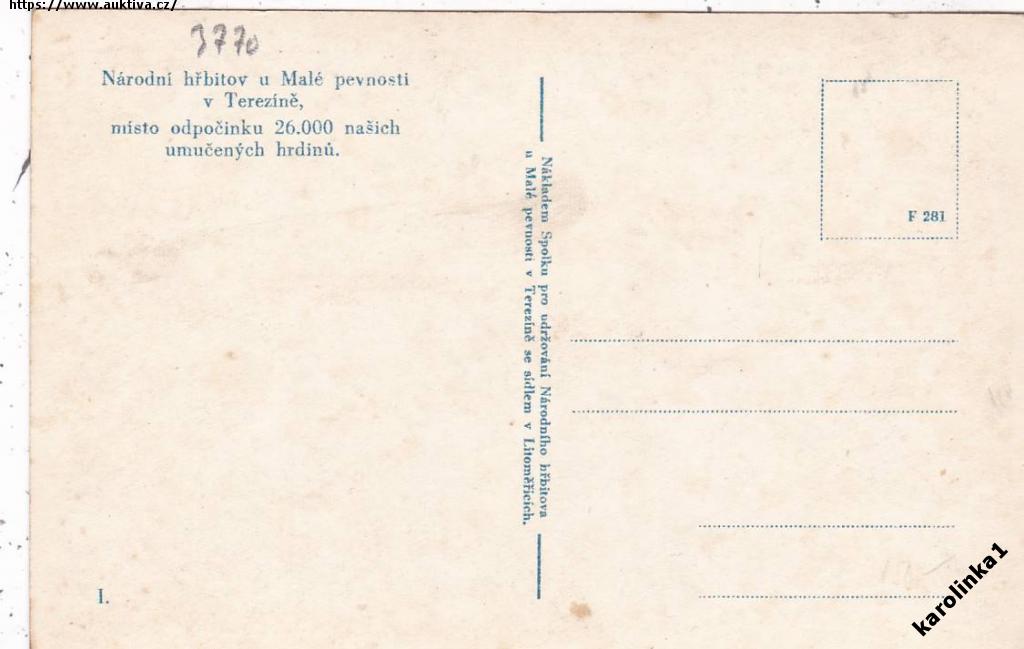 https://www.auktiva.cz/
3770
Národní hřbitov u Malé pevnosti
v Terezíně,
místo odpočinku 26.000 našich
umučených hrdinů.
Nákladem Spolku pro udržování Národního hřbitova
u Malé pevnosti v Terezíně se sídlem v Litoměřicích.
F 281
I.
karolinka1